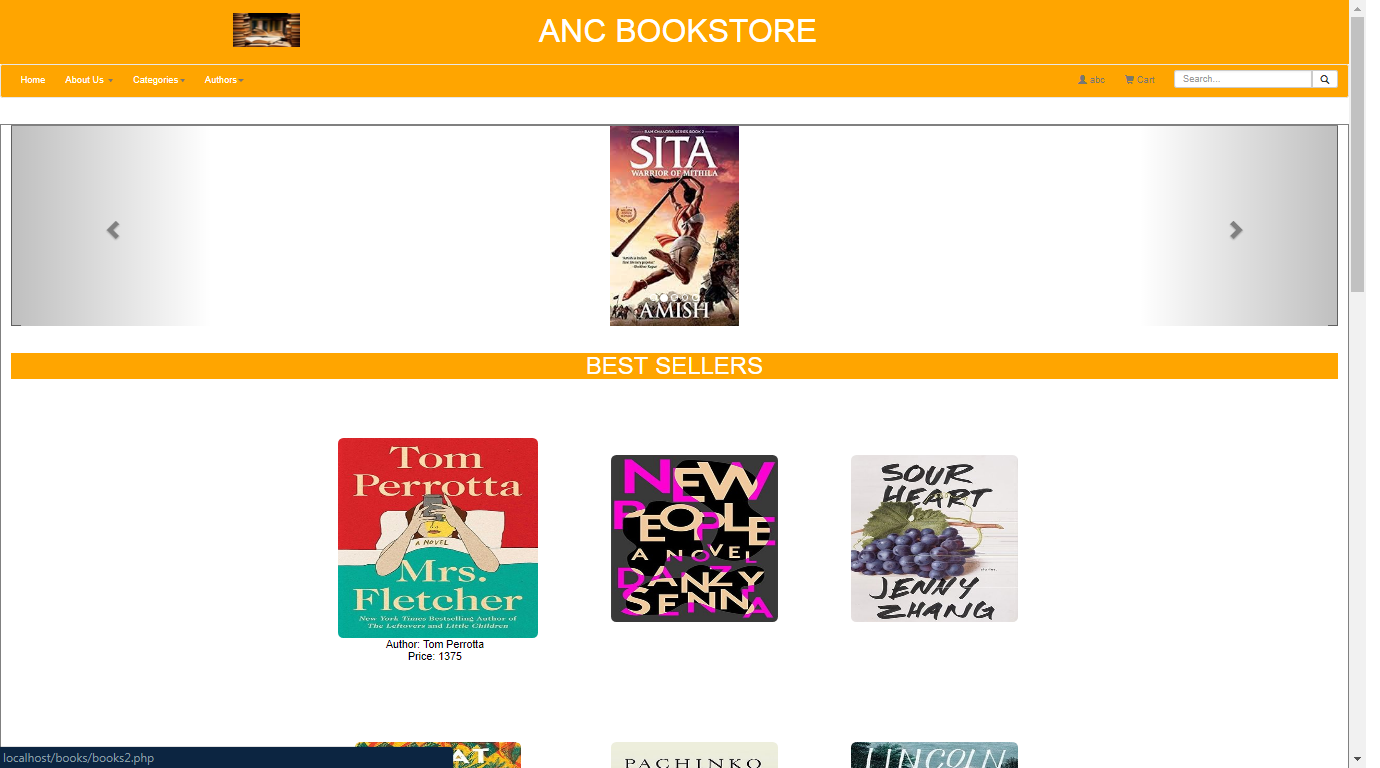 ANC BOOKSTORE
Home About Us Categories Authors abc Cart Search...
RAM CHANDRA SERIES BOOK 2
SITA
WARRIOR OF MITHILA
AMISH
BEST SELLERS
Tom
Perrotta
A NOVEL
Mrs.
Fletcher
New York Times Bestselling Author of
The Leftovers and Little Children
Author: Tom Perrotta
Price: 1375
NEW
PEOPLE
A NOVEL
DANZY
SENNA
SOUR
HEART
JENNY
ZHANG
AT
PACHINKO
LINCOLN
localhost/books/books2.php